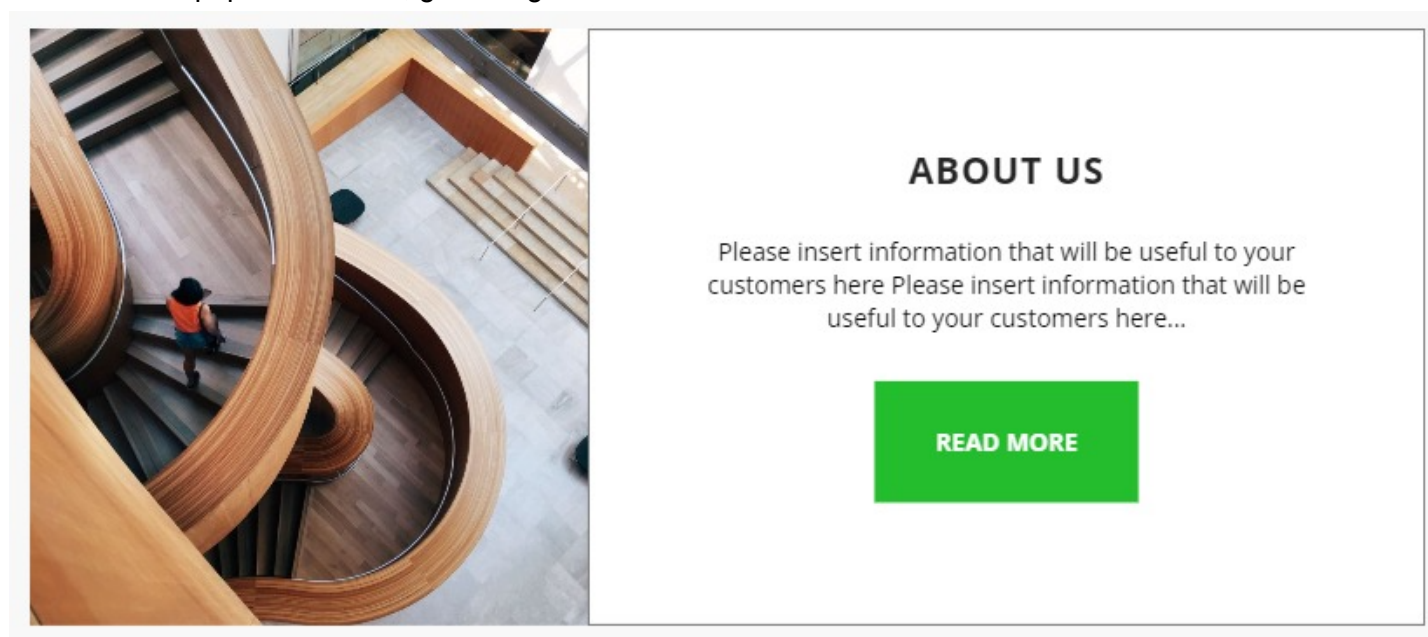 ABOUT US
Please insert information that will be useful to your
customers here Please insert information that will be
useful to your customers here...
READ MORE